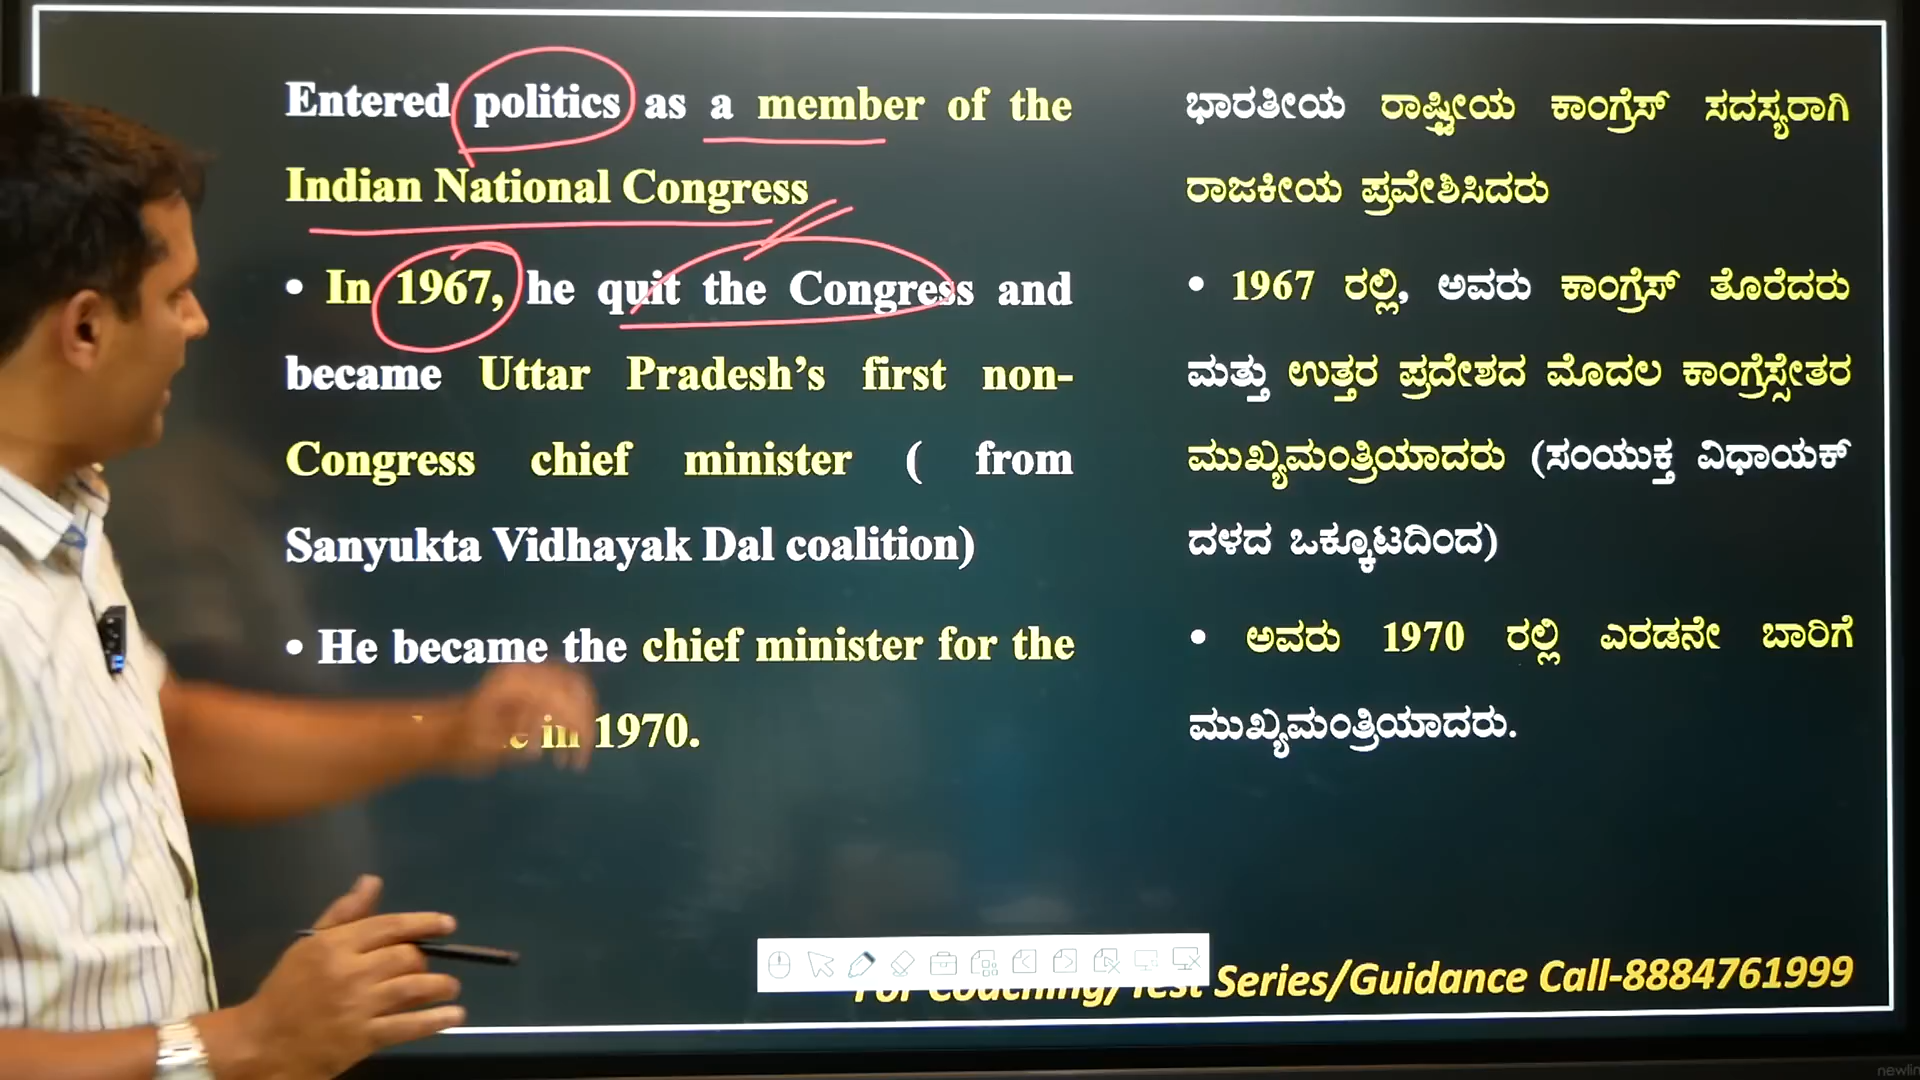 Entered politics as a member of the
Indian National Congress
• In 1967, he quit the Congress and
became Uttar Pradesh's first non-
Congress chief minister ( from
Sanyukta Vidhayak Dal coalition)
• He became the chief minister for the
in 1970.
ಭಾರತೀಯ ರಾಷ್ಟ್ರೀಯ ಕಾಂಗ್ರೆಸ್ ಸದಸ್ಯರಾಗಿ
ರಾಜಕೀಯ ಪ್ರವೇಶಿಸಿದರು
• 1967 ರಲ್ಲಿ, ಅವರು ಕಾಂಗ್ರೆಸ್ ತೊರೆದರು
ಮತ್ತು ಉತ್ತರ ಪ್ರದೇಶದ ಮೊದಲ ಕಾಂಗ್ರೆಸ್ಸೇತರ
ಮುಖ್ಯಮಂತ್ರಿಯಾದರು (ಸಂಯುಕ್ತ ವಿಧಾಯಕ್
ದಳದ ಒಕ್ಕೂಟದಿಂದ)
• ಅವರು 1970 ರಲ್ಲಿ ಎರಡನೇ ಬಾರಿಗೆ
ಮುಖ್ಯಮಂತ್ರಿಯಾದರು.
For Coaching/Test Series/Guidance Call-8884761999